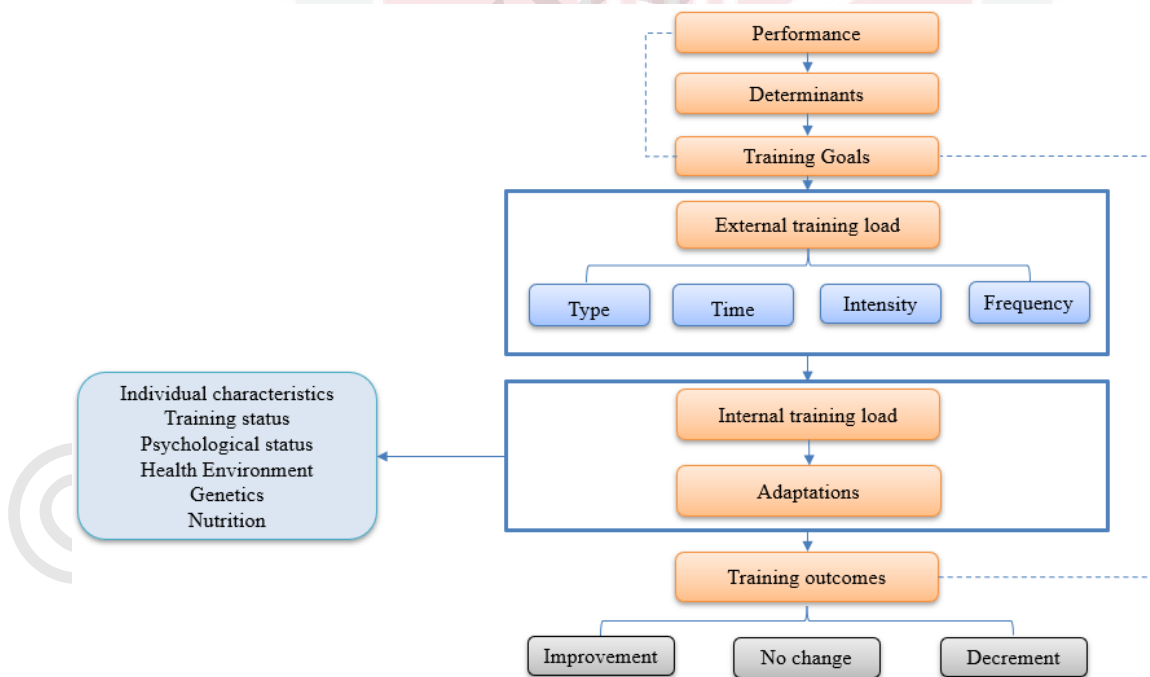 Performance
Determinants
Training Goals
External training load
Type
Time
Intensity
Frequency
Internal training load
Adaptations
Individual characteristics
Training status
Psychological status
Health Environment
Genetics
Nutrition
Training outcomes
Improvement
No change
Decrement